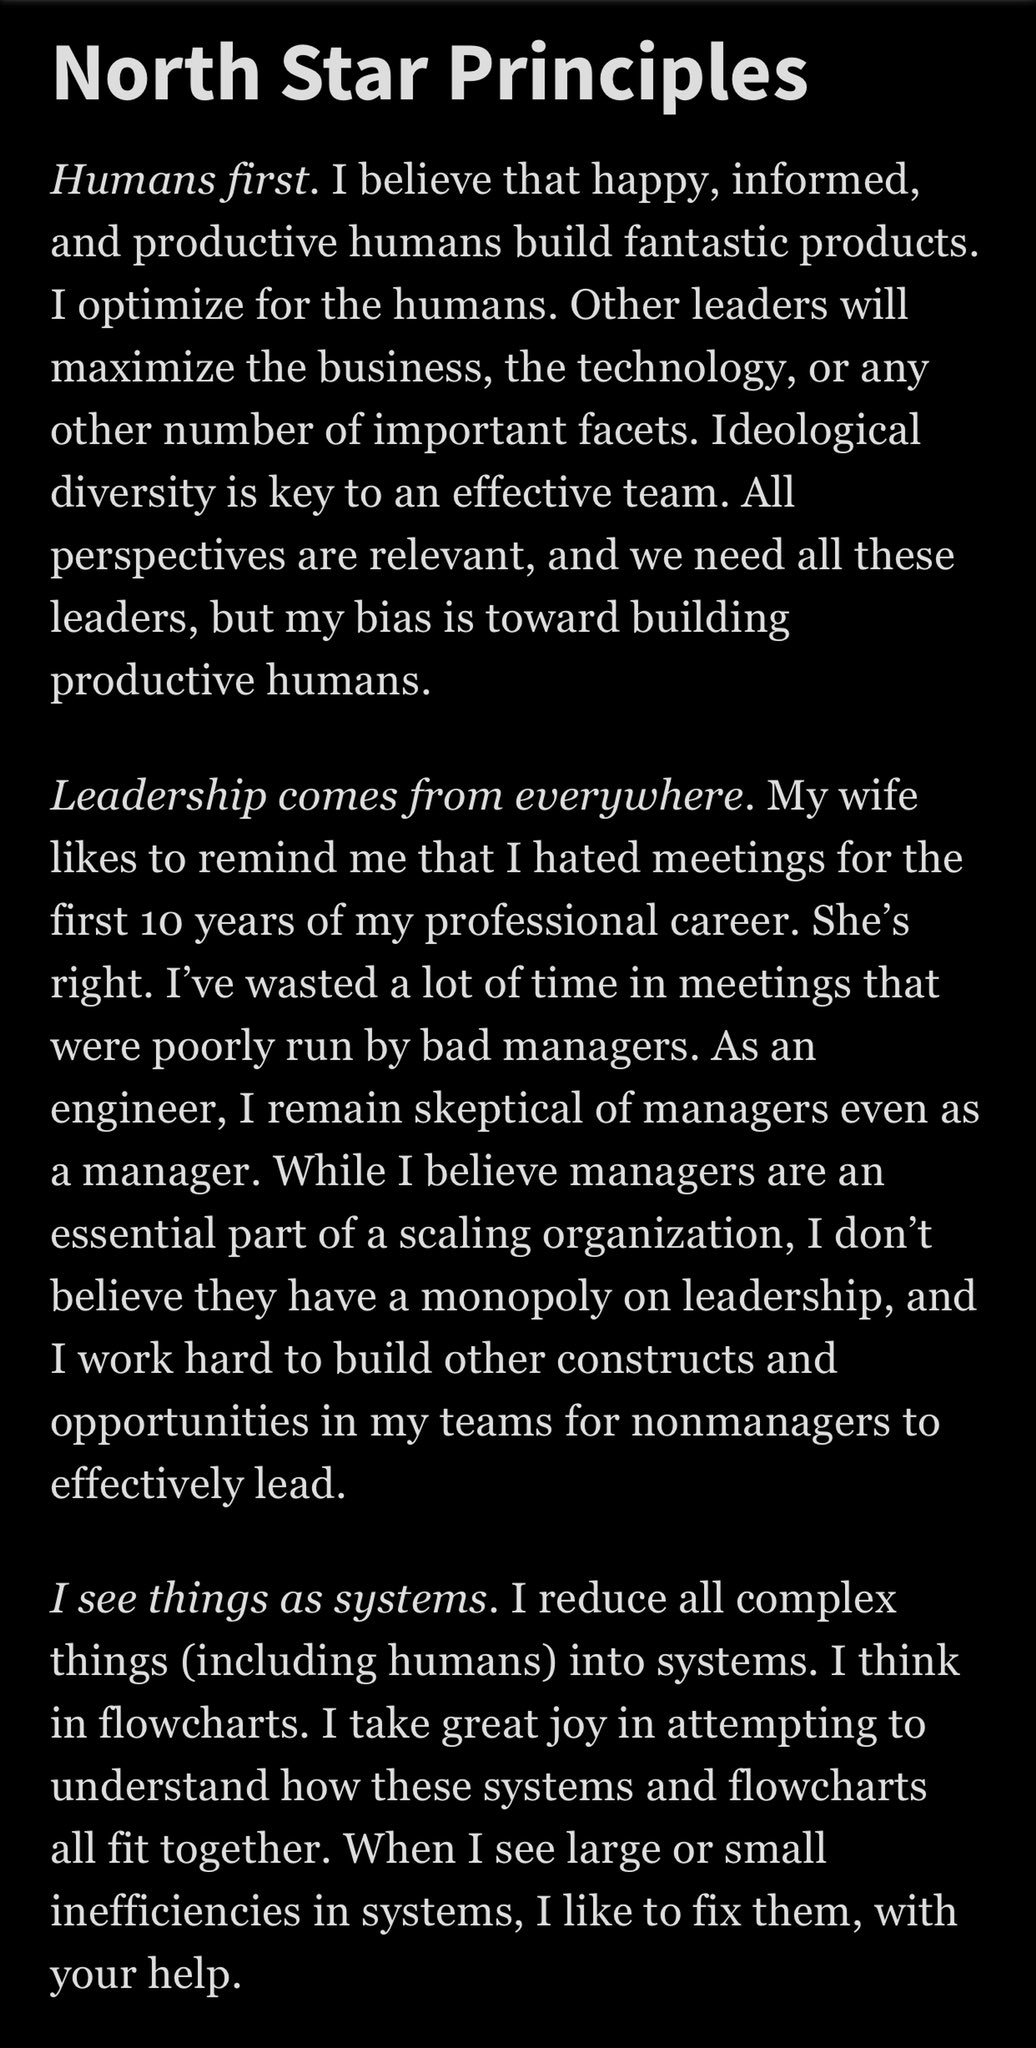 North Star Principles
Humans first. I believe that happy, informed,
and productive humans build fantastic products.
I optimize for the humans. Other leaders will
maximize the business, the technology, or any
other number of important facets. Ideological
diversity is key to an effective team. All
perspectives are relevant, and we need all these
leaders, but my bias is toward building
productive humans.
Leadership comes from everywhere. My wife
likes to remind me that I hated meetings for the
first 10 years of my professional career. She’s
right. I’ve wasted a lot of time in meetings that
were poorly run by bad managers. As an
engineer, I remain skeptical of managers even as
a manager. While I believe managers are an
essential part of a scaling organization, I don’t
believe they have a monopoly on leadership, and
I work hard to build other constructs and
opportunities in my teams for nonmanagers to
effectively lead.
I see things as systems. I reduce all complex
things (including humans) into systems. I think
in flowcharts. I take great joy in attempting to
understand how these systems and flowcharts
all fit together. When I see large or small
inefficiencies in systems, I like to fix them, with
your help.